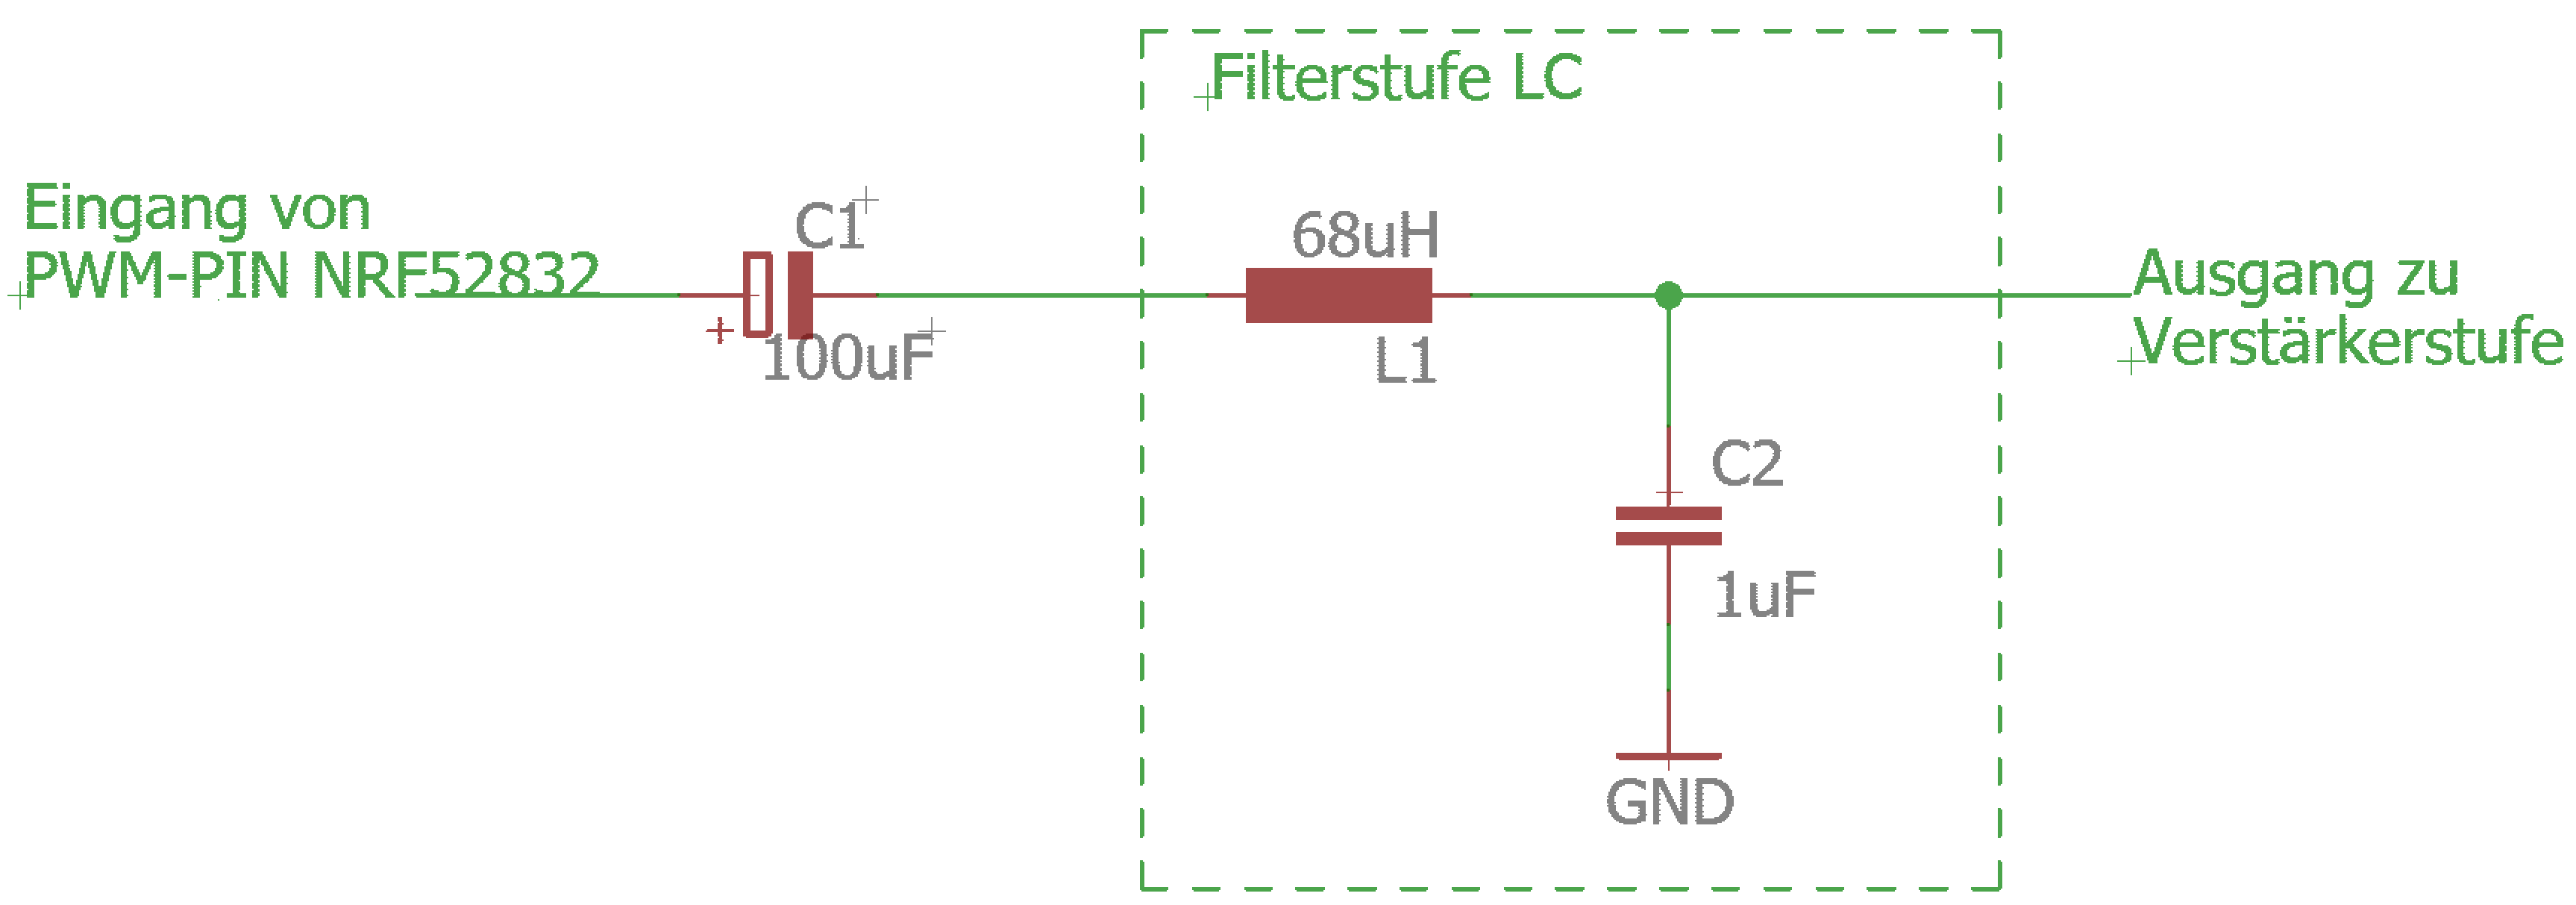 Filterstufe LC
Eingang von
PWM-PIN NRF52832
C1
100uF
68uH
L1
Ausgang zu
Verstärkerstufe
C2
1uF
GND